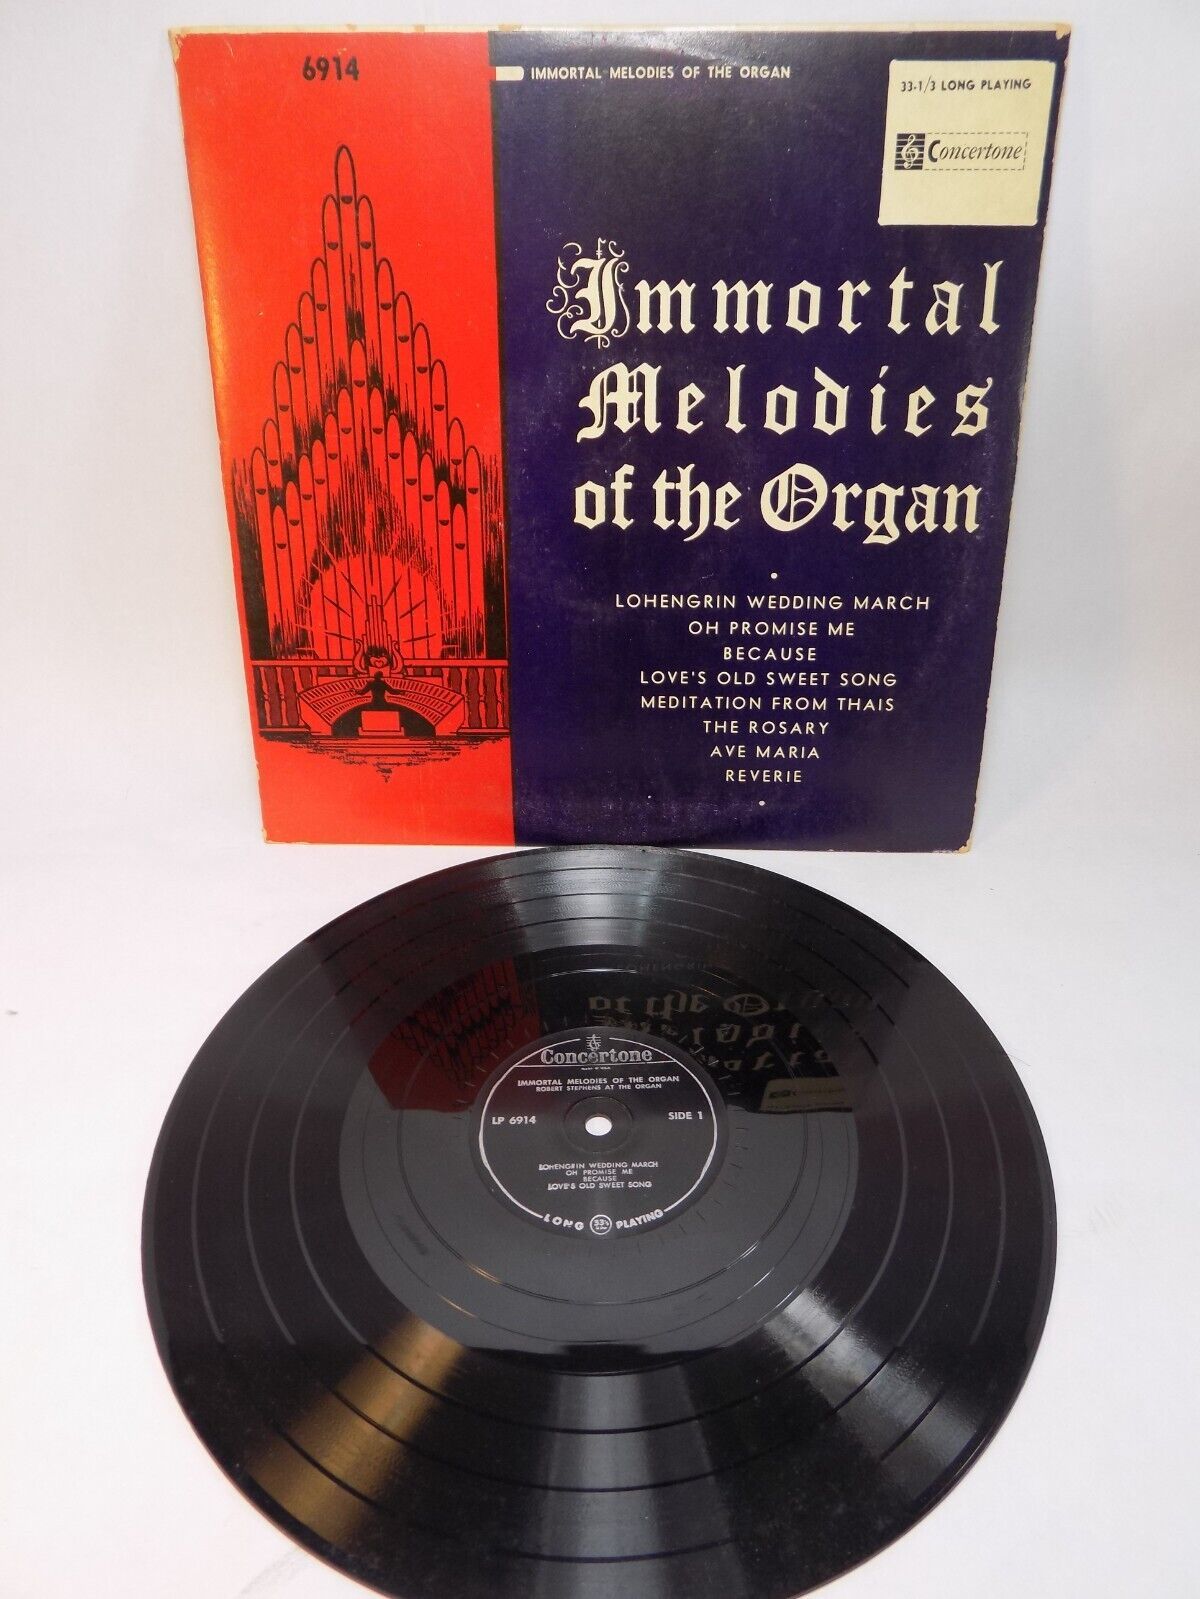 6914
IMMORTAL MELODIES OF THE ORGAN
33-1/3 LONG PLAYING
Concertone
Immortal
Melodies
of the Organ
LOHENGRIN WEDDING MARCH
OH PROMISE ME
BECAUSE
LOVE'S OLD SWEET SONG
MEDITATION FROM THAIS
THE ROSARY
AVE MARIA
REVERIE
Concertone
IMMORTAL MELODIES OF THE ORGAN
ROBERT STEPHENS AT THE ORGAN
LP 6914
SIDE 1
LOHENGRIN WEDDING MARCH
OH PROMISE ME
BECAUSE
LOVE'S OLD SWEET SONG
LONG 33⅓ PLAYING